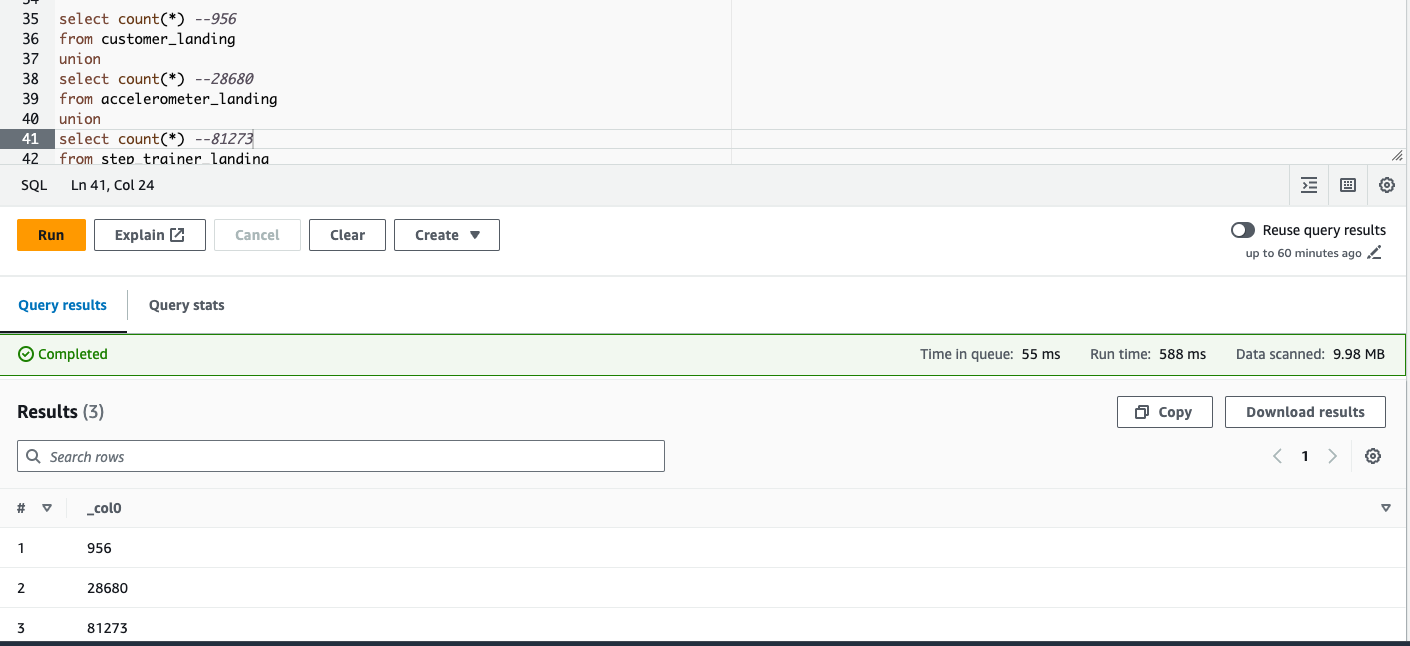 34
35 select count(*) --956
36 from customer_landing
37 union
38 select count(*) --28680
39 from accelerometer_landing
40 union
41 select count(*) --81273
42 from step_trainer_landing
SQL Ln 41, Col 24
Run Explain Cancel Clear Create Reuse query results
up to 60 minutes ago
Query results Query stats
Completed Time in queue: 55 ms Run time: 588 ms Data scanned: 9.98 MB
Results (3) Copy Download results
Search rows 1
# _col0
1 956
2 28680
3 81273